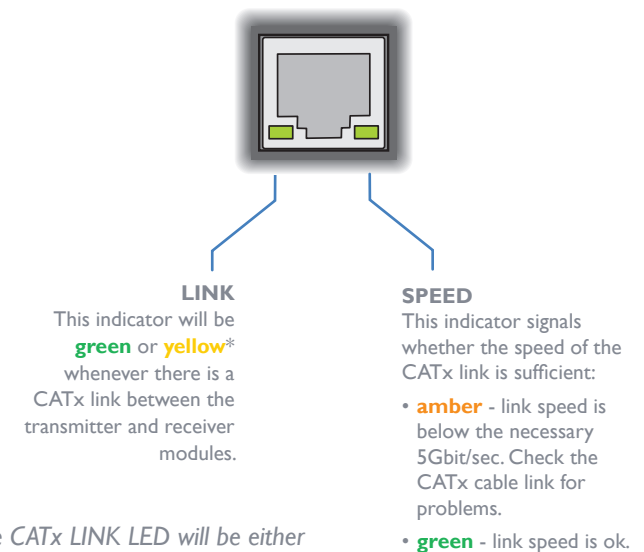 LINK
This indicator will be
green or yellow*
whenever there is a
CATx link between the
transmitter and receiver
modules.
SPEED
This indicator signals
whether the speed of the
CATx link is sufficient:
• amber - link speed is
below the necessary
5Gbit/sec. Check the
CATx cable link for
problems.
• green - link speed is ok.
CATx LINK LED will be either